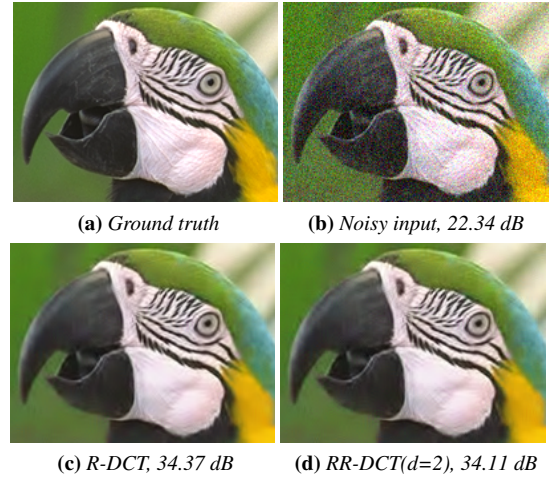 (a) Ground truth
(b) Noisy input, 22.34 dB
(c) R-DCT, 34.37 dB
(d) RR-DCT(d=2), 34.11 dB